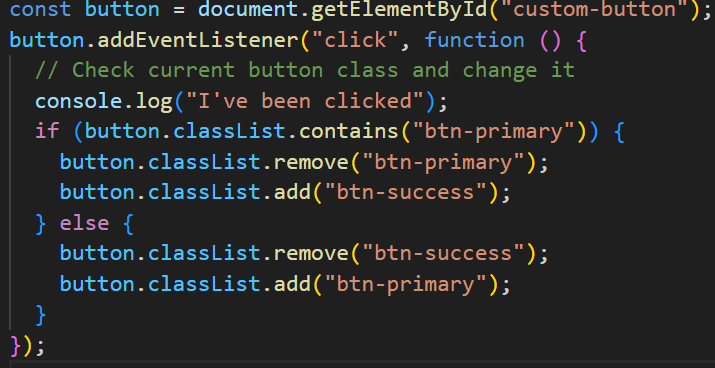 const button = document.getElementById("custom-button");
button.addEventListener("click", function () {
  // Check current button class and change it
  console.log("I've been clicked");
  if (button.classList.contains("btn-primary")) {
    button.classList.remove("btn-primary");
    button.classList.add("btn-success");
  } else {
    button.classList.remove("btn-success");
    button.classList.add("btn-primary");
  }
});